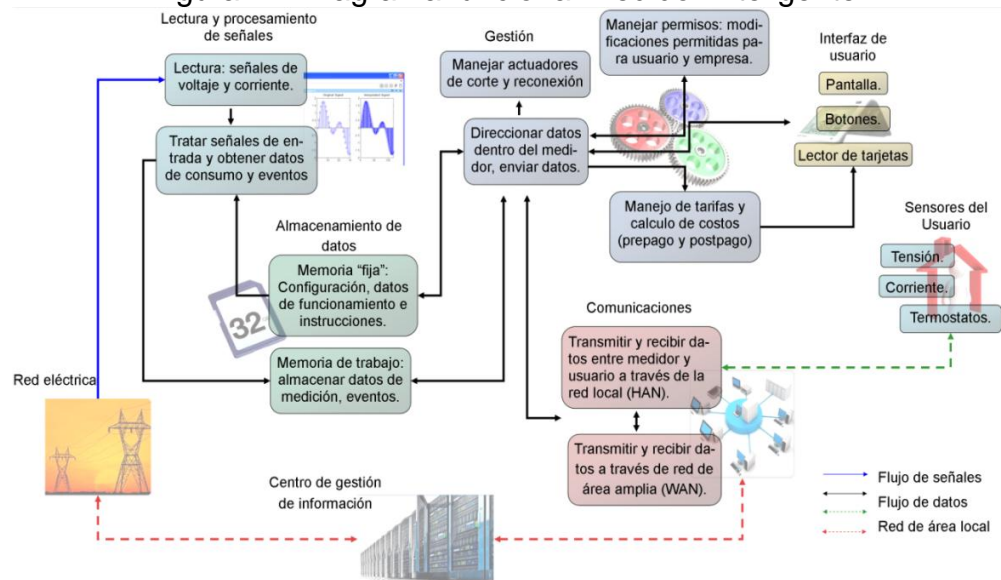 Lectura y procesamiento
de señales
Lectura: señales de
voltaje y corriente.
Tratar señales de en-
trada y obtener datos
de consumo y eventos
Gestión
Manejar actuadores
de corte y reconexión
Direccionar datos
dentro del medi-
dor, enviar datos.
Manejar permisos: mod-
ificaciones permitidas pa-
ra usuario y empresa.
Manejo de tarifas y
calculo de costos
(prepago y postpago)
Interfaz de
usuario
Pantalla.
Botones.
Lector de tarjetas
Sensores del
Usuario
Tensión.
Corriente.
Termostatos.
Almacenamiento de
datos
Memoria “fija”:
Configuración, datos
de funcionamiento e
instrucciones.
32
Memoria de trabajo:
almacenar datos de
medición, eventos.
Comunicaciones
Transmitir y recibir da-
tos entre medidor y
usuario a través de la
red local (HAN).
Transmitir y recibir da-
tos a través de red de
área amplia (WAN).
Red eléctrica
Centro de gestión
de información
Flujo de señales
Flujo de datos
Red de área local